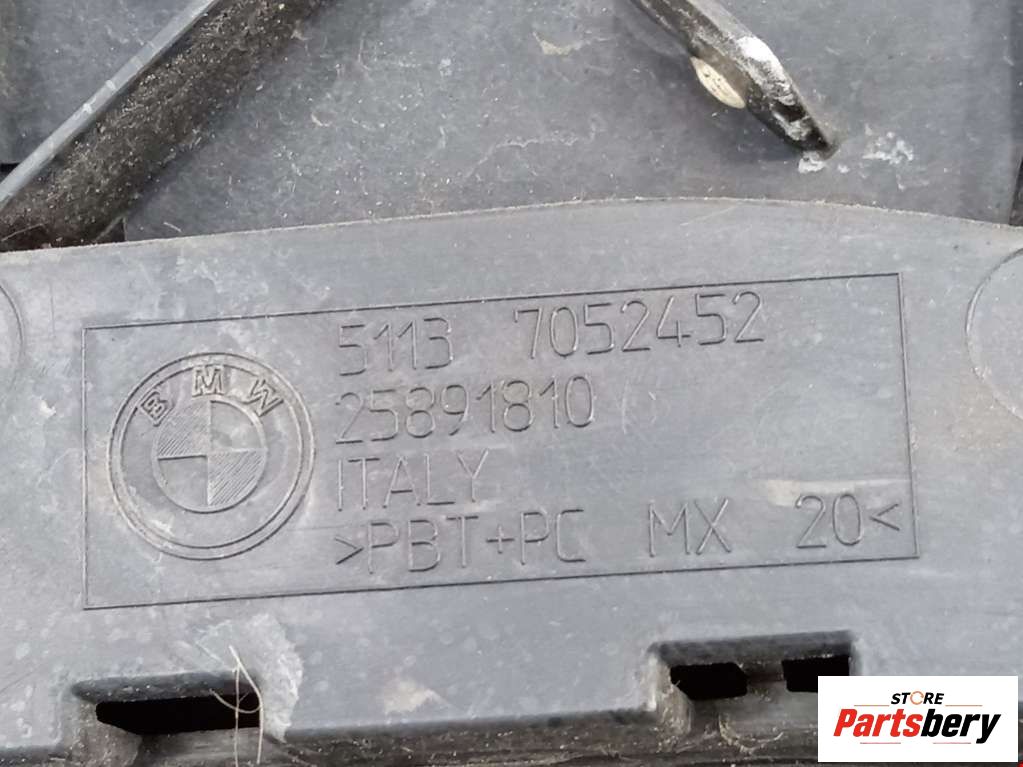 BMW
5113 7052452
25891810
ITALY
>PBT+PC MX 20<
STORE
Partsbery